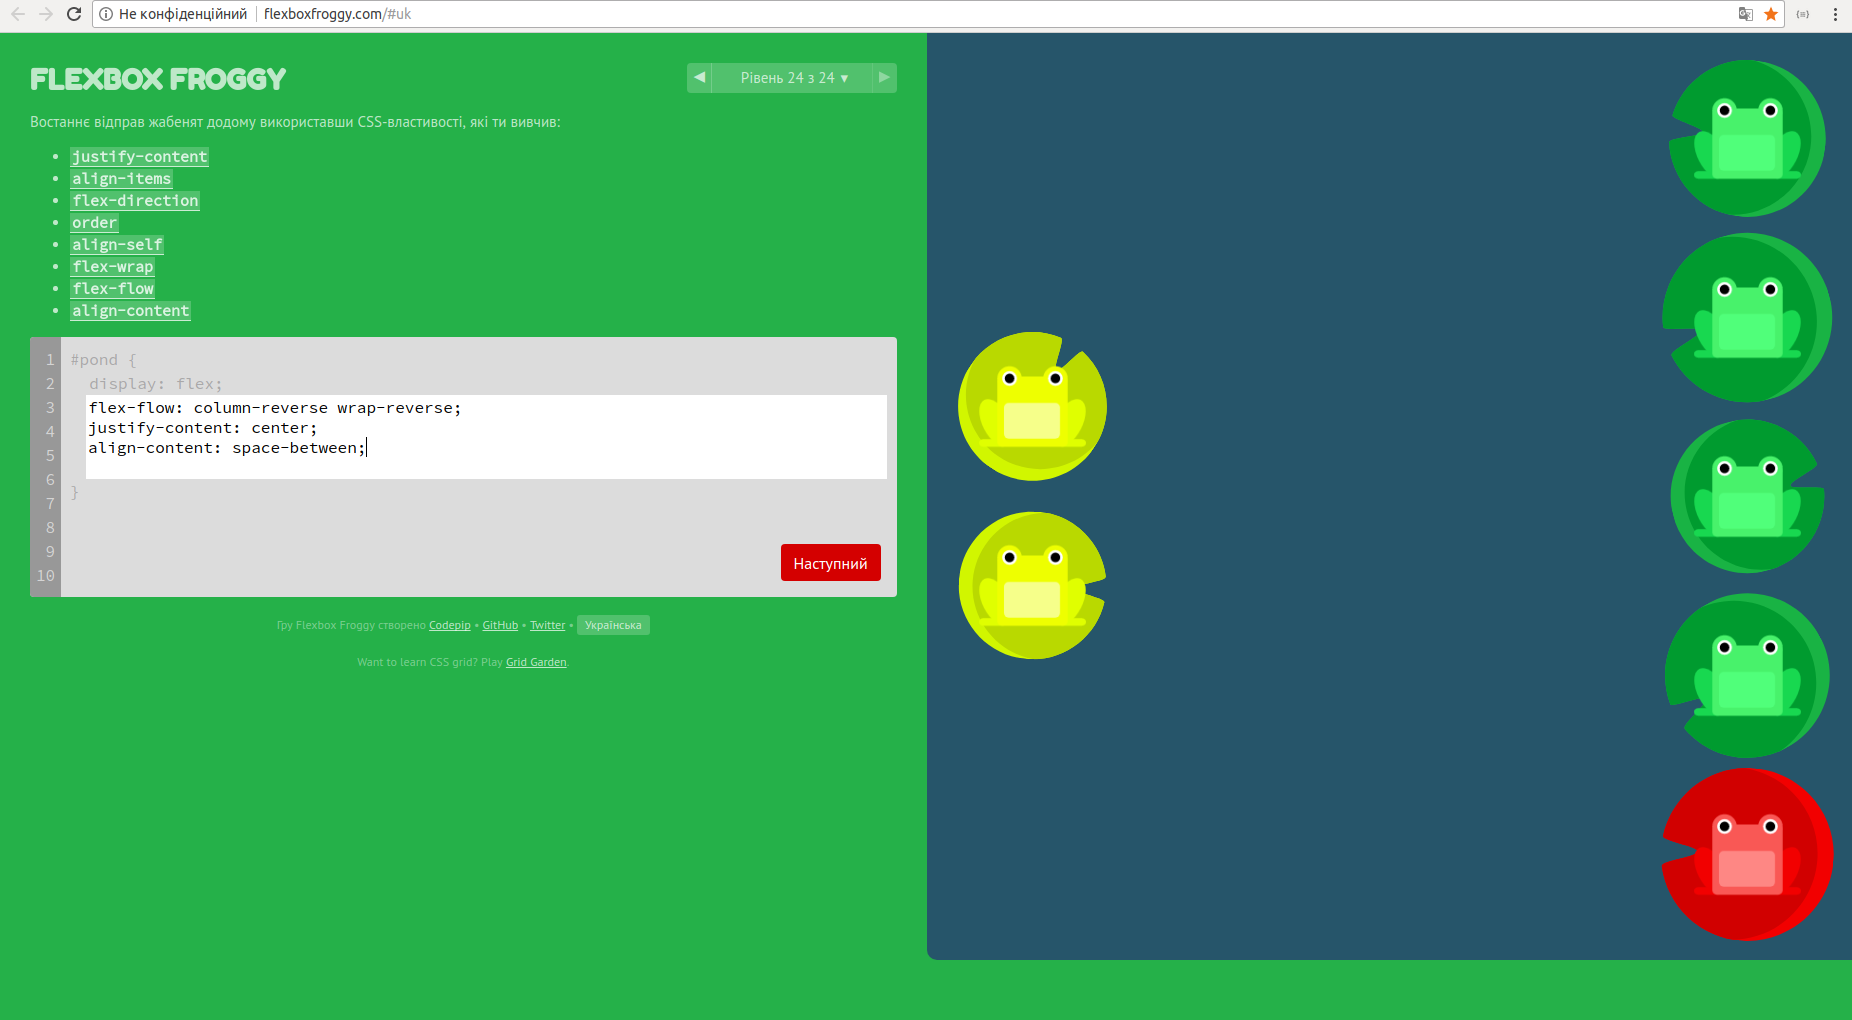 Не конфіденційний
flexboxfroggy.com/#uk
FLEXBOX FROGGY
◀ Рівень 24 з 24 ▼ ▶
Востаннє відправ жабенят додому використавши CSS-властивості, які ти вивчив:
• justify-content
• align-items
• flex-direction
• order
• align-self
• flex-wrap
• flex-flow
• align-content
1 #pond {
2 display: flex;
3 flex-flow: column-reverse wrap-reverse;
4 justify-content: center;
5 align-content: space-between;
6 }
7
8
9
10
Наступний
Гру Flexbox Froggy створено Codepip • GitHub • Twitter • Українська
Want to learn CSS grid? Play Grid Garden.